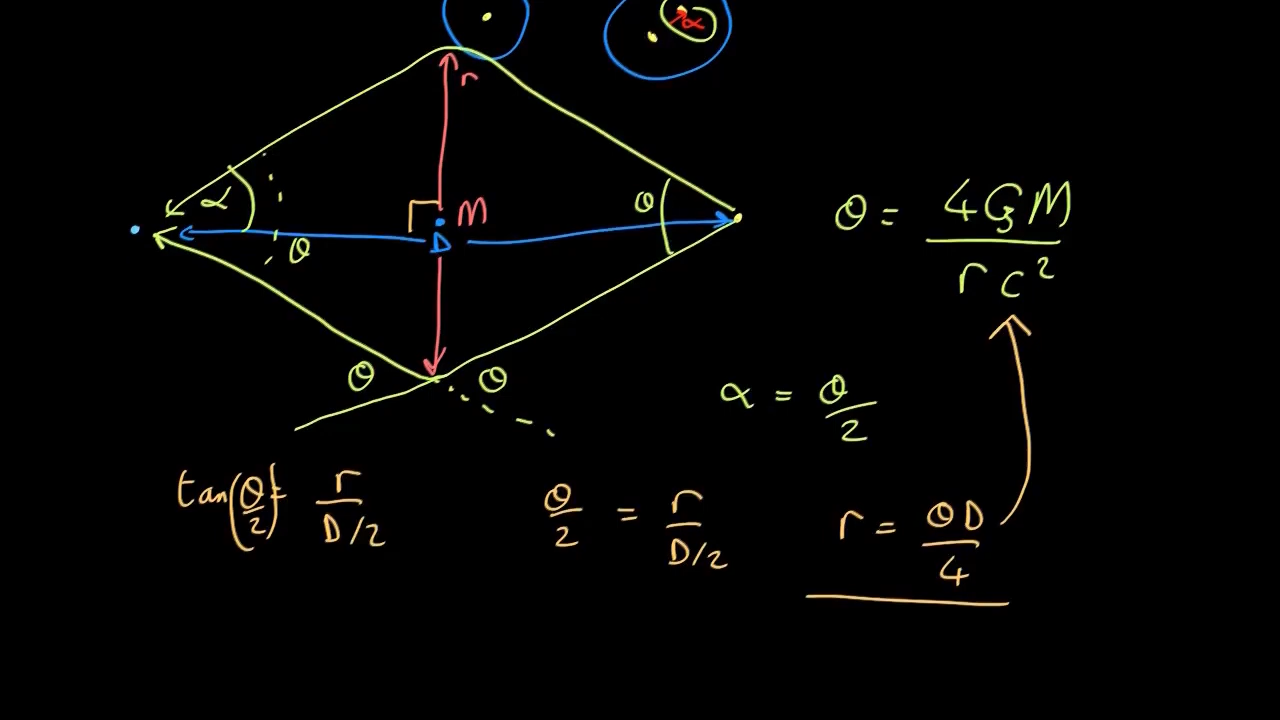 α
r
α
M
θ
θ = 4GM / rc²
D
θ
θ
θ
α = θ/2
tan(θ/2) = r / D/2
θ/2 = r / D/2
r = θD/4